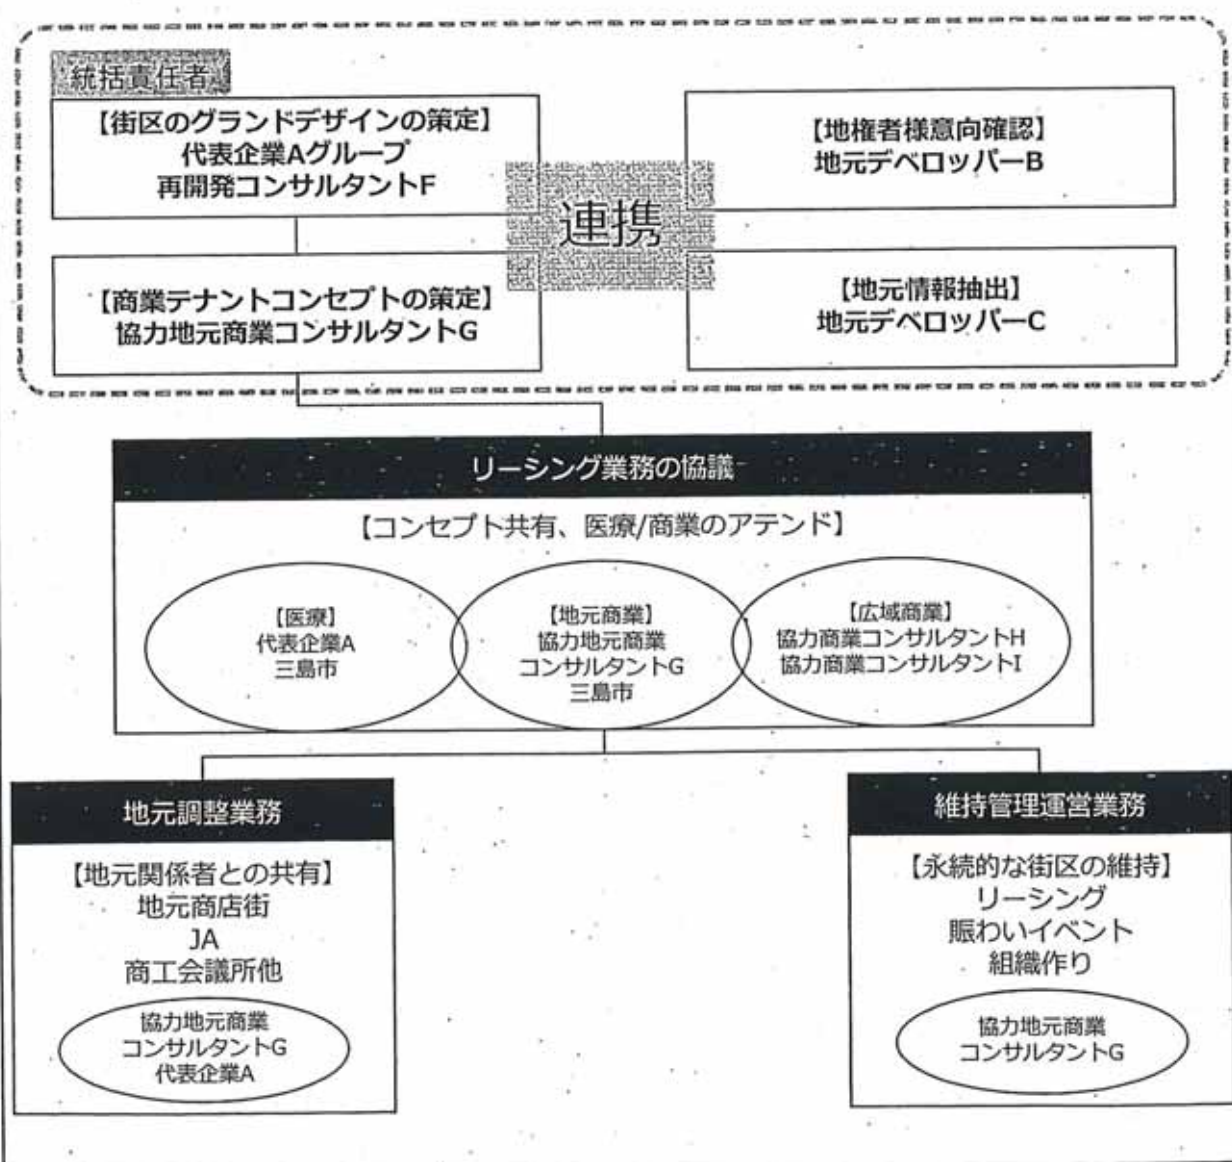 統括責任者
【街区のグランドデザインの策定】
代表企業Aグループ
再開発コンサルタントF
【地権者様意向確認】
地元デベロッパーB
連携
【商業テナントコンセプトの策定】
協力地元商業コンサルタントG
【地元情報抽出】
地元デベロッパーC
リーシング業務の協議
【コンセプト共有、医療/商業のアテンド】
【医療】
代表企業A
三島市
【地元商業】
協力地元商業
コンサルタントG
三島市
【広域商業】
協力商業コンサルタントH
協力商業コンサルタントI
地元調整業務
【地元関係者との共有】
地元商店街
JA
商工会議所他
協力地元商業
コンサルタントG
代表企業A
維持管理運営業務
【永続的な街区の維持】
リーシング
賑わいイベント
組織作り
協力地元商業
コンサルタントG